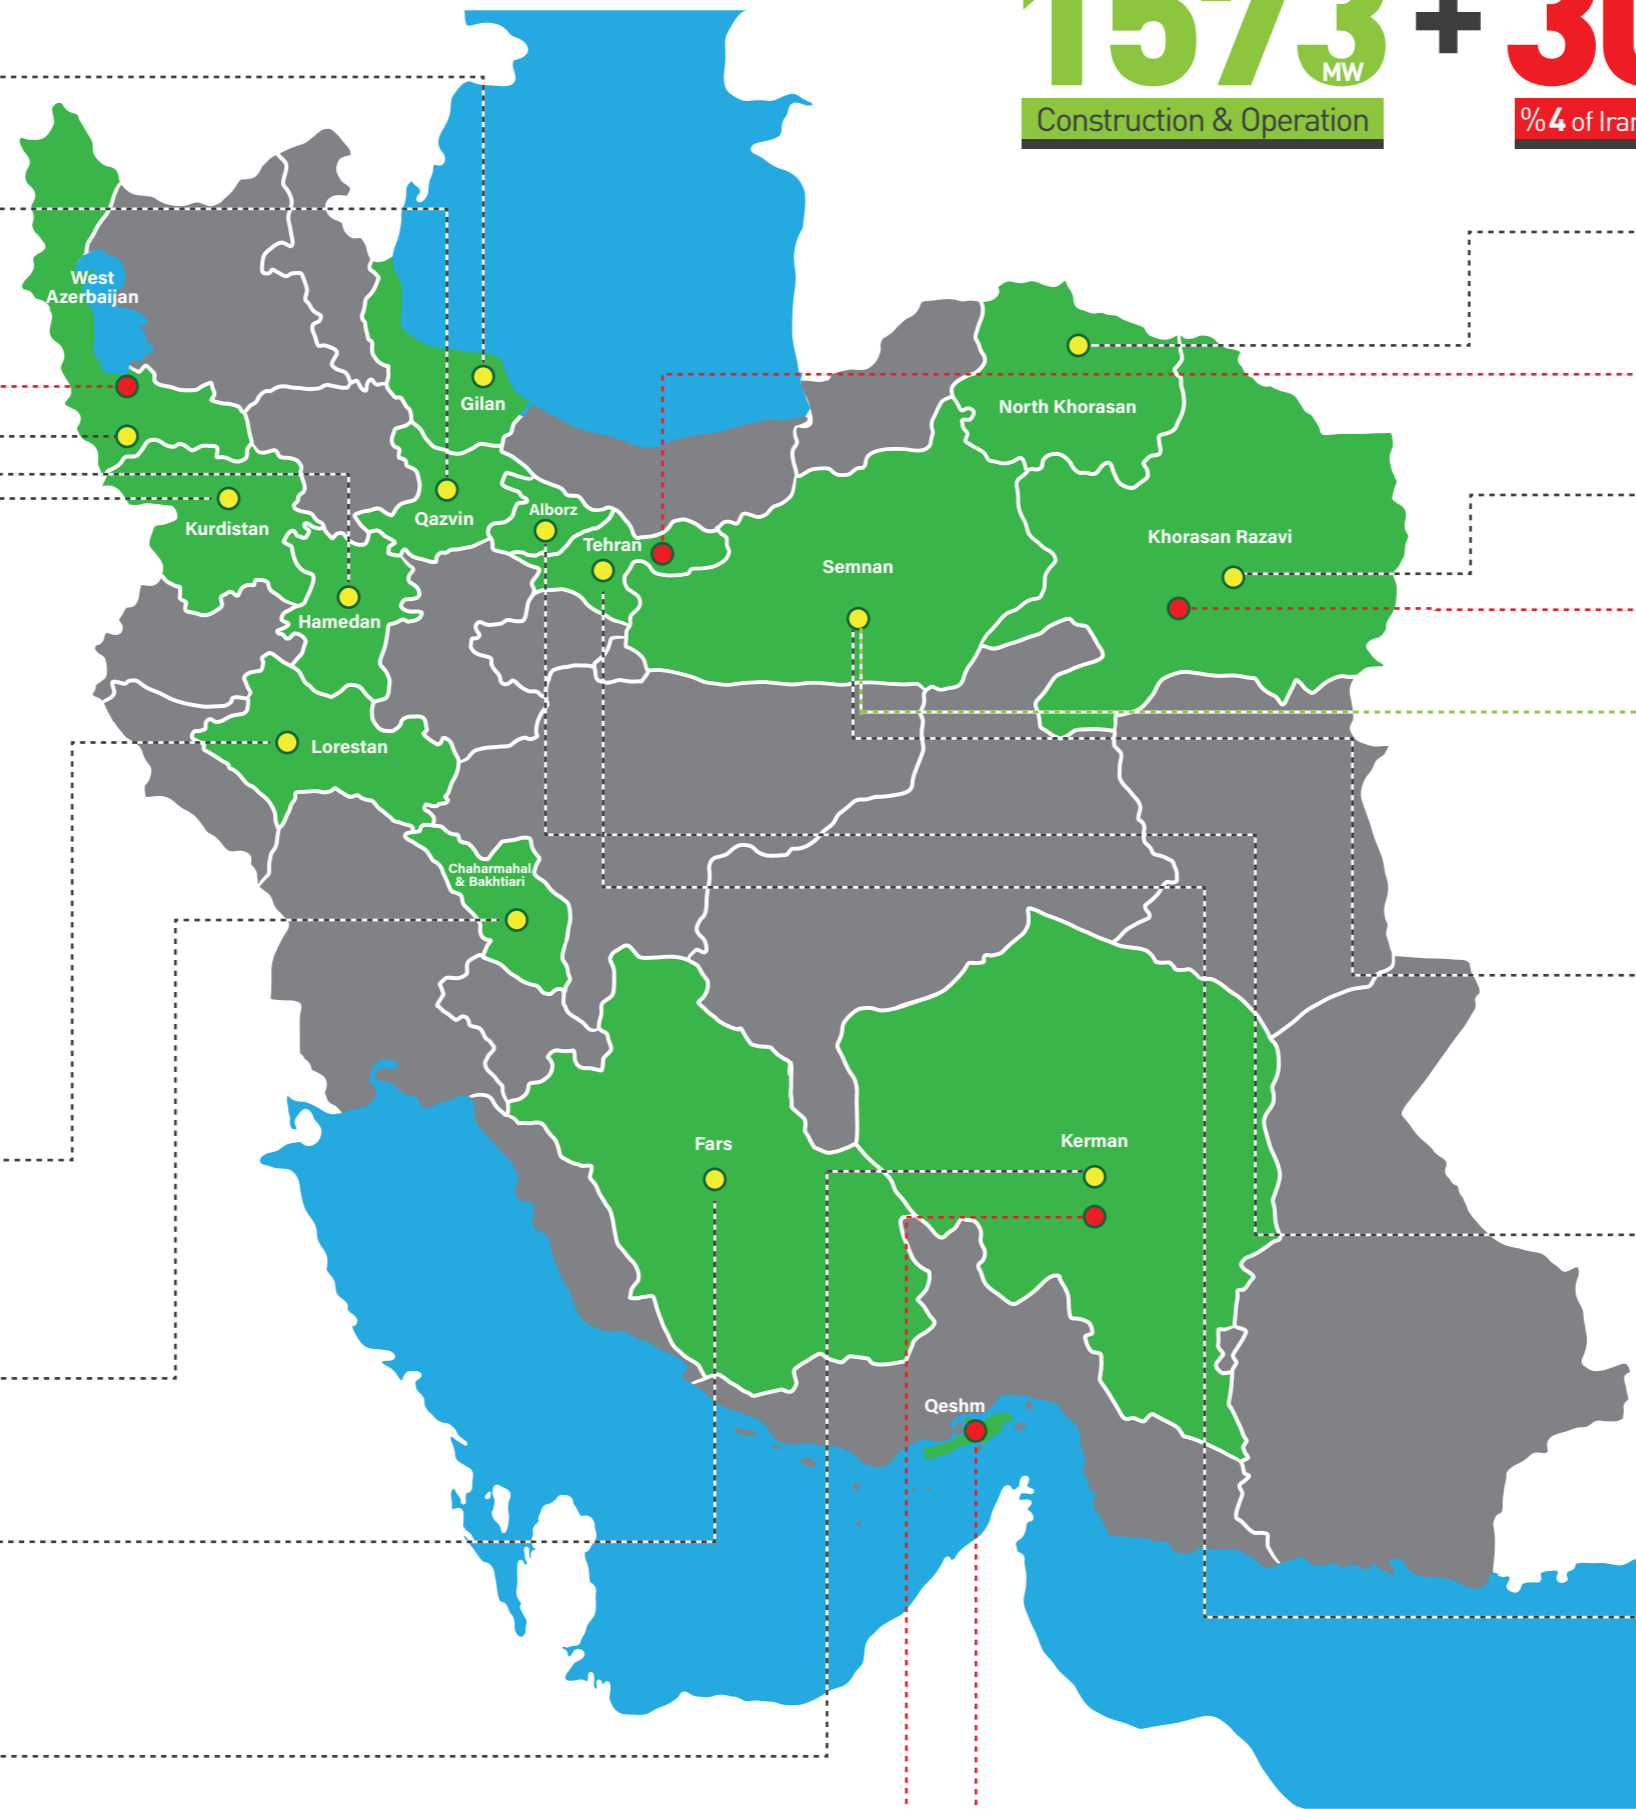 1573 + 30
MW
Construction & Operation
%4 of Iran
West
Azerbaijan
Gilan
North Khorasan
Qazvin
Alborz
Kurdistan
Tehran
Khorasan Razavi
Semnan
Hamedan
Lorestan
Chaharmahal
& Bakhtiari
Fars
Kerman
Qeshm